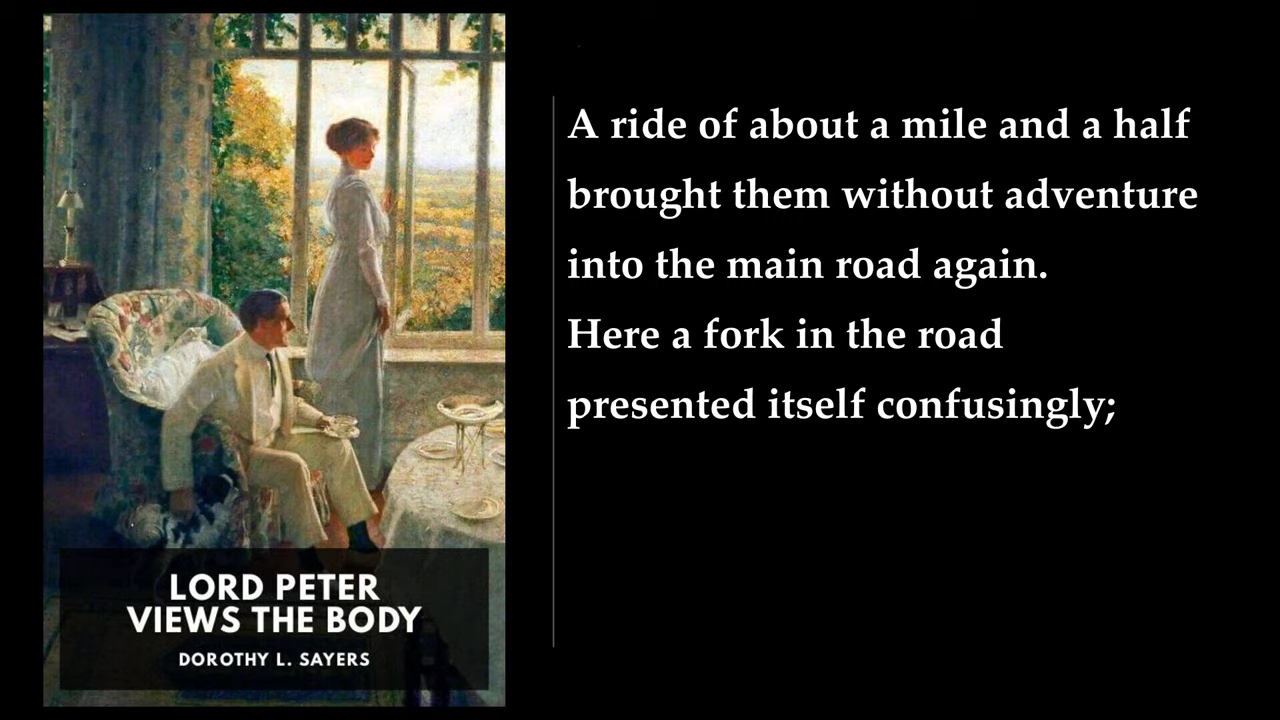 A ride of about a mile and a half
brought them without adventure
into the main road again.
Here a fork in the road
presented itself confusingly;
LORD PETER
VIEWS THE BODY
DOROTHY L. SAYERS